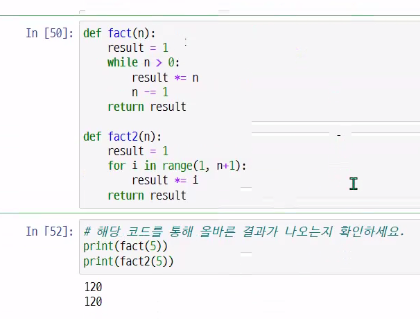 In [50]: def fact(n):
result = 1
while n > 0:
result *= n
n -= 1
return result
def fact2(n):
result = 1
for i in range(1, n+1):
result *= i
return result
In [52]: # 해당 코드를 통해 올바른 결과가 나오는지 확인하세요.
print(fact(5))
print(fact2(5))
120
120